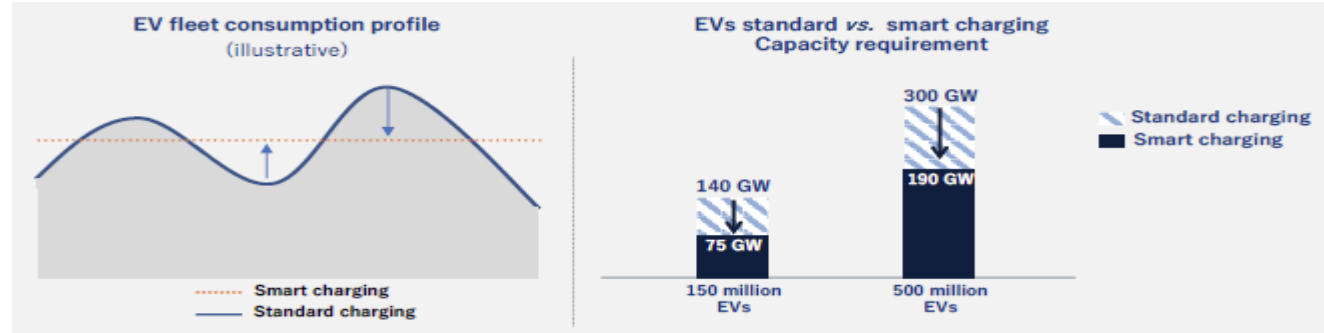 EV fleet consumption profile
(illustrative)
Smart charging
Standard charging
EVs standard vs. smart charging
Capacity requirement
300 GW
190 GW
140 GW
75 GW
150 million
EVs
500 million
EVs
Standard charging
Smart charging